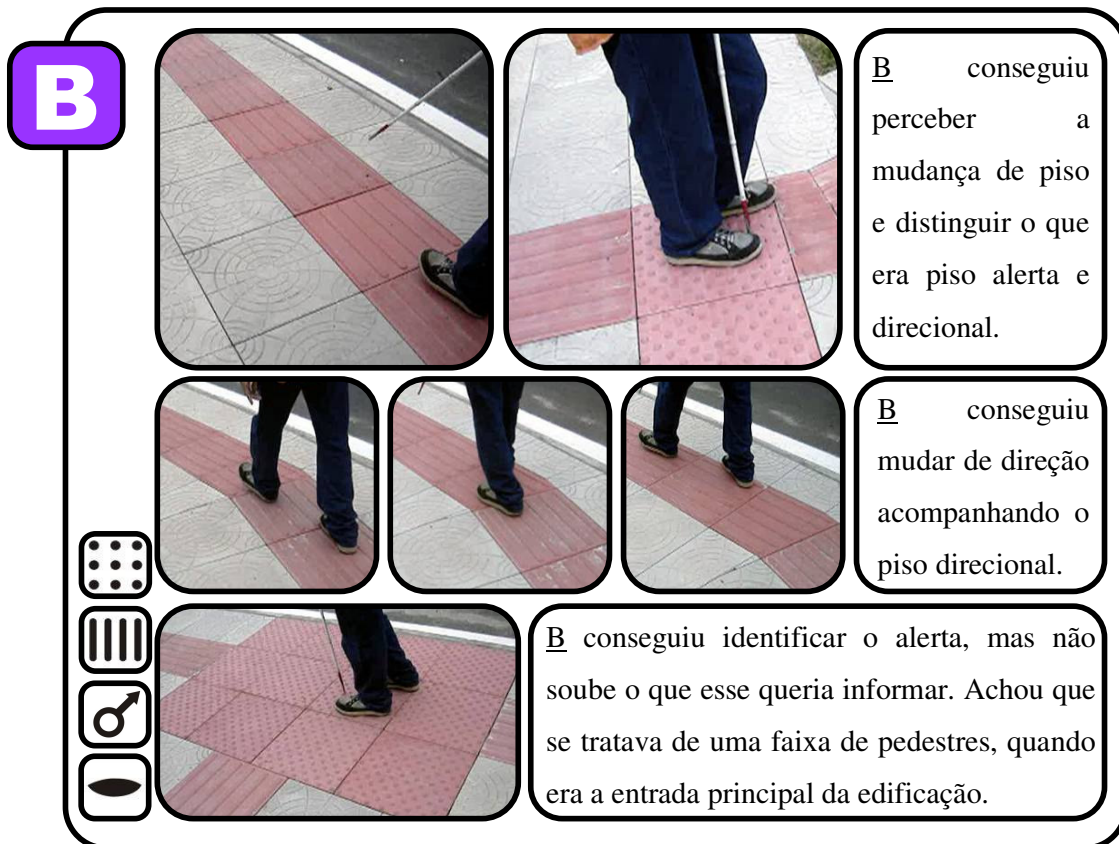 B
B conseguiu
perceber a
mudança de piso
e distinguir o que
era piso alerta e
direcional.
B conseguiu
mudar de direção
acompanhando o
piso direcional.
B conseguiu identificar o alerta, mas não
soube o que esse queria informar. Achou que
se tratava de uma faixa de pedestres, quando
era a entrada principal da edificação.